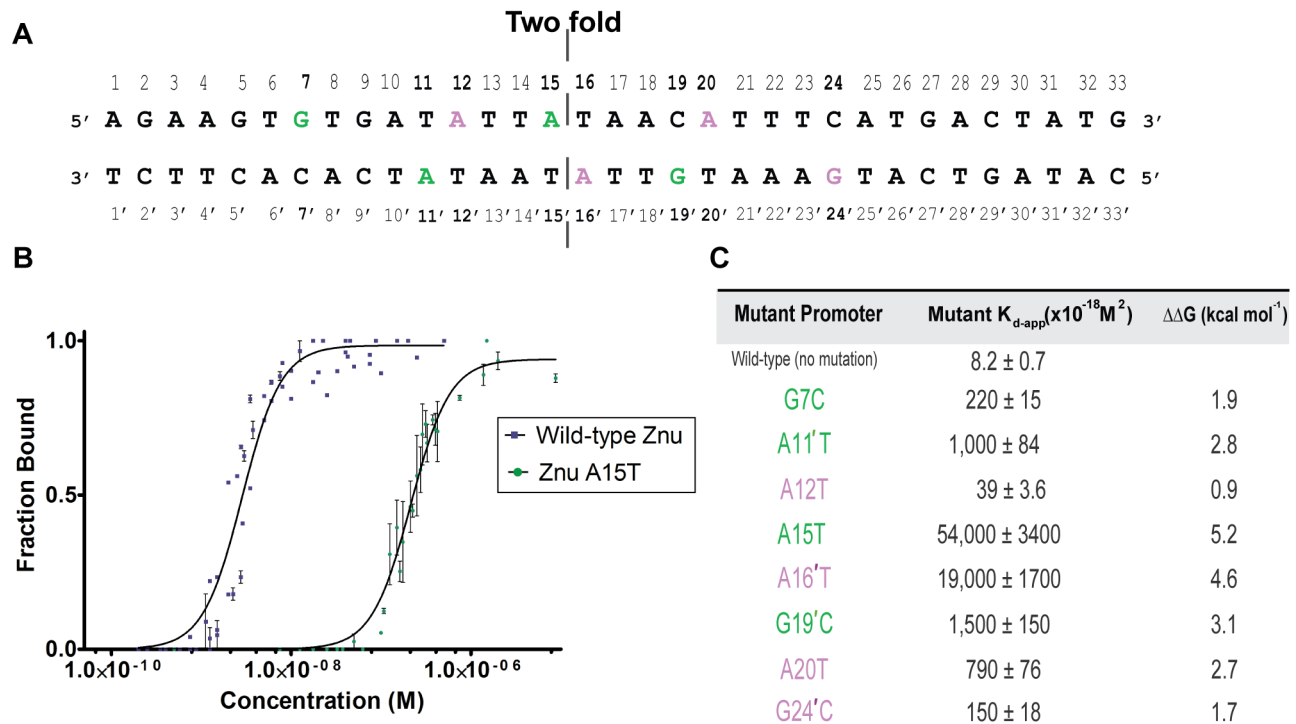 Two fold
A
1 2 3 4 5 6 7 8 9 10 11 12 13 14 15 16 17 18 19 20 21 22 23 24 25 26 27 28 29 30 31 32 33
5′ A G A A G T G T G A T A T T A T A A C A T T T C A T G A C T A T G 3′
3′ T C T T C A C A C T A T A A T A T T G T A A A G T A C T G A T A C 5′
1′ 2′ 3′ 4′ 5′ 6′ 7′ 8′ 9′ 10′ 11′ 12′ 13′ 14′ 15′ 16′ 17′ 18′ 19′ 20′ 21′ 22′ 23′ 24′ 25′ 26′ 27′ 28′ 29′ 30′ 31′ 32′ 33′
B
Fraction Bound
1.0
0.5
0.0
1.0×10⁻¹⁰ 1.0×10⁻⁰⁸ 1.0×10⁻⁰⁶
Concentration (M)
Wild-type Znu
Znu A15T
C
Mutant Promoter Mutant K_d-app(x10⁻¹⁸M²) ΔΔG (kcal mol⁻¹)
Wild-type (no mutation) 8.2 ± 0.7
G7C 220 ± 15 1.9
A11′T 1,000 ± 84 2.8
A12T 39 ± 3.6 0.9
A15T 54,000 ± 3400 5.2
A16′T 19,000 ± 1700 4.6
G19′C 1,500 ± 150 3.1
A20T 790 ± 76 2.7
G24′C 150 ± 18 1.7